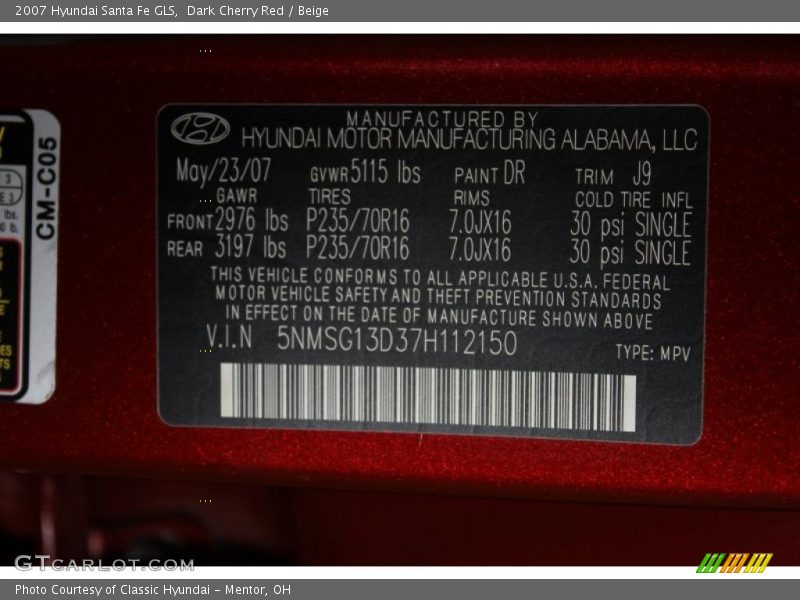 2007 Hyundai Santa Fe GLS, Dark Cherry Red / Beige
MANUFACTURED BY
HYUNDAI MOTOR MANUFACTURING ALABAMA, LLC
May/23/07 GVWR 5115 lbs PAINT DR TRIM J9
GAWR TIRES RIMS COLD TIRE INFL
FRONT 2976 lbs P235/70R16 7.0JX16 30 psi SINGLE
REAR 3197 lbs P235/70R16 7.0JX16 30 psi SINGLE
THIS VEHICLE CONFORMS TO ALL APPLICABLE U.S.A. FEDERAL
MOTOR VEHICLE SAFETY AND THEFT PREVENTION STANDARDS
IN EFFECT ON THE DATE OF MANUFACTURE SHOWN ABOVE
V.I.N 5NMSG13D37H112150
TYPE: MPV
CM-C05
GTCARLOT.COM
Photo Courtesy of Classic Hyundai - Mentor, OH